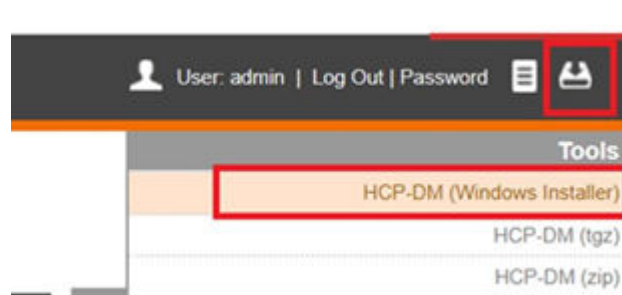 User: admin | Log Out | Password
Tools
HCP-DM (Windows Installer)
HCP-DM (tgz)
HCP-DM (zip)